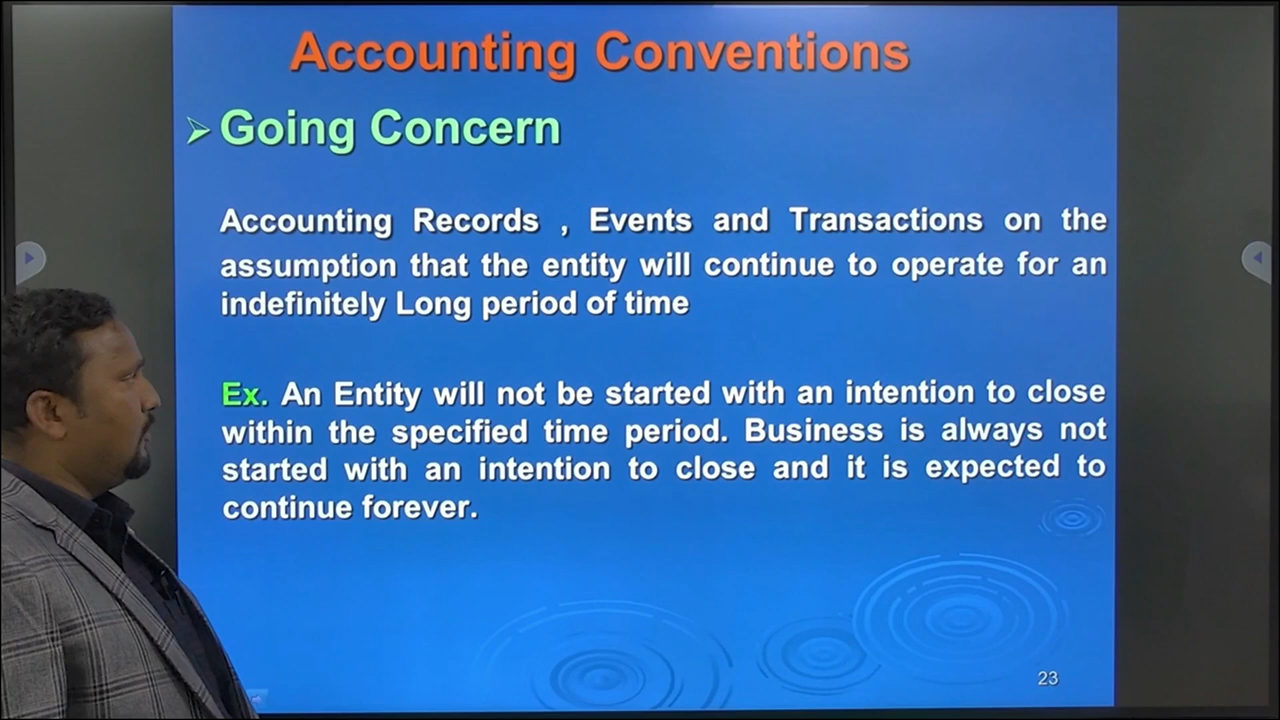 Accounting Conventions
Going Concern
Accounting Records , Events and Transactions on the
assumption that the entity will continue to operate for an
indefinitely Long period of time
Ex. An Entity will not be started with an intention to close
within the specified time period. Business is always not
started with an intention to close and it is expected to
continue forever.
23